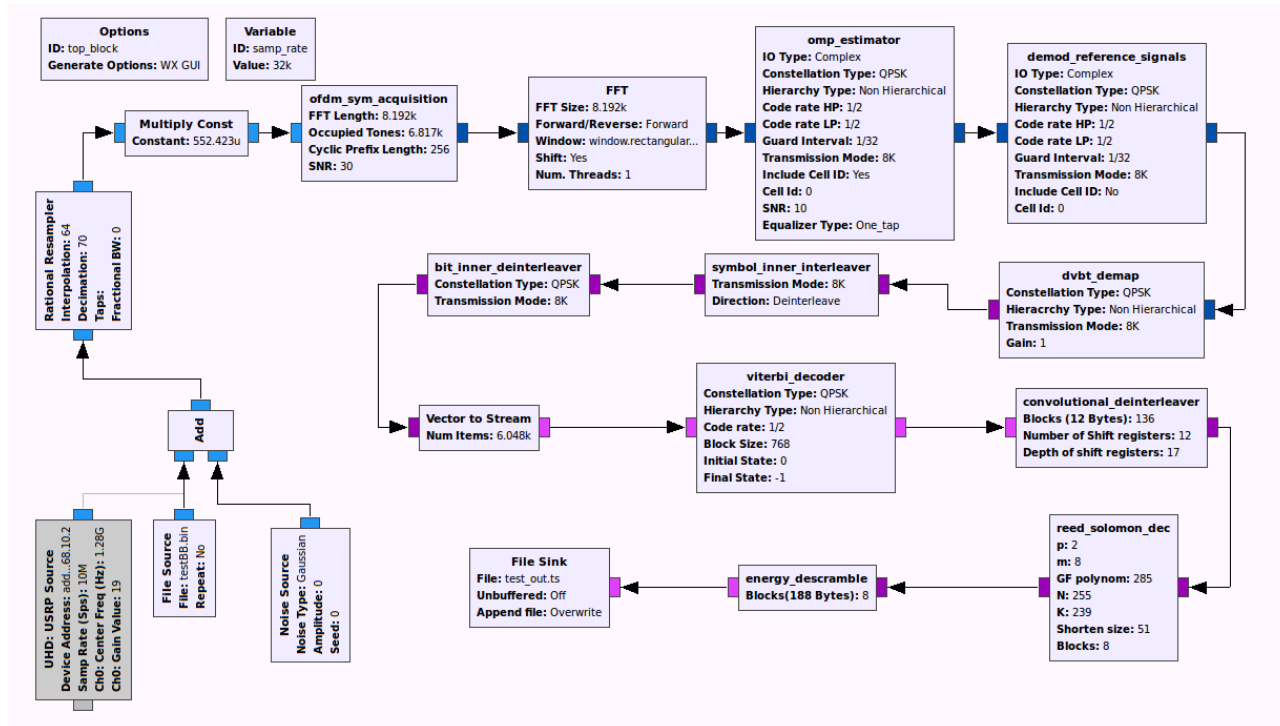 Options
ID: top_block
Generate Options: WX GUI
Variable
ID: samp_rate
Value: 32k
Multiply Const
Constant: 552.423u
ofdm_sym_acquisition
FFT Length: 8.192k
Occupied Tones: 6.817k
Cyclic Prefix Length: 256
SNR: 30
FFT
FFT Size: 8.192k
Forward/Reverse: Forward
Window: window.rectangular...
Shift: Yes
Num. Threads: 1
omp_estimator
IO Type: Complex
Constellation Type: QPSK
Hierarchy Type: Non Hierarchical
Code rate HP: 1/2
Code rate LP: 1/2
Guard Interval: 1/32
Transmission Mode: 8K
Include Cell ID: Yes
Cell Id: 0
SNR: 10
Equalizer Type: One_tap
demod_reference_signals
IO Type: Complex
Constellation Type: QPSK
Hierarchy Type: Non Hierarchical
Code rate HP: 1/2
Code rate LP: 1/2
Guard Interval: 1/32
Transmission Mode: 8K
Include Cell ID: No
Cell Id: 0
Rational Resampler
Interpolation: 64
Decimation: 70
Taps:
Fractional BW: 0
bit_inner_deinterleaver
Constellation Type: QPSK
Transmission Mode: 8K
symbol_inner_interleaver
Transmission Mode: 8K
Direction: Deinterleave
dvbt_demap
Constellation Type: QPSK
Hieracrchy Type: Non Hierarchical
Transmission Mode: 8K
Gain: 1
Add
Vector to Stream
Num Items: 6.048k
viterbi_decoder
Constellation Type: QPSK
Hierarchy Type: Non Hierarchical
Code rate: 1/2
Block Size: 768
Initial State: 0
Final State: -1
convolutional_deinterleaver
Blocks (12 Bytes): 136
Number of Shift registers: 12
Depth of shift registers: 17
UHD: USRP Source
Device Address: add...68.10.2
Samp Rate (Sps): 10M
Ch0: Center Freq (Hz): 1.28G
Ch0: Gain Value: 19
File Source
File: testBB.bin
Repeat: No
Noise Source
Noise Type: Gaussian
Amplitude: 0
Seed: 0
File Sink
File: test_out.ts
Unbuffered: Off
Append file: Overwrite
energy_descramble
Blocks(188 Bytes): 8
reed_solomon_dec
p: 2
m: 8
GF polynom: 285
N: 255
K: 239
Shorten size: 51
Blocks: 8